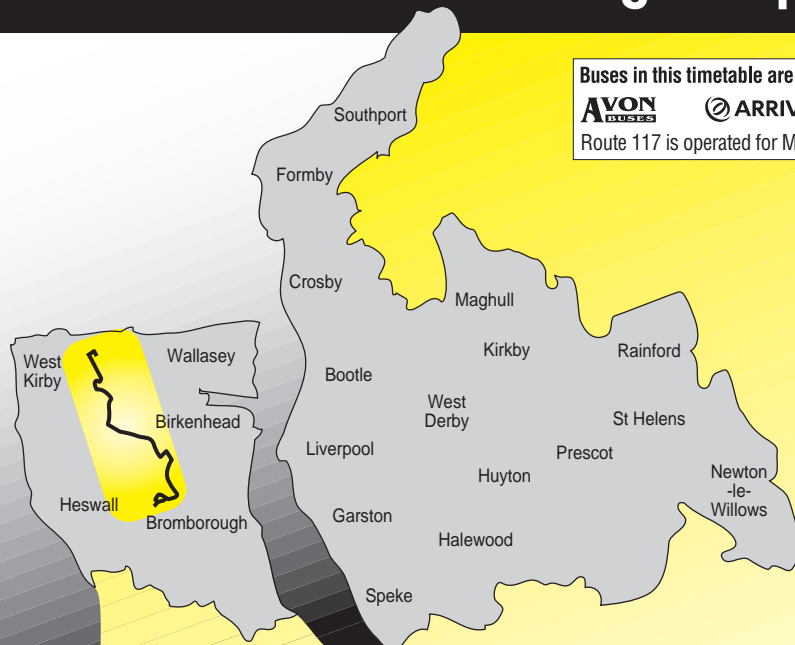 Buses in this timetable are
AVON
BUSES
ARRIV
Route 117 is operated for M
Southport
Formby
Crosby
Maghull
Kirkby
Rainford
West
Kirby
Wallasey
Bootle
West
Derby
Birkenhead
St Helens
Liverpool
Prescot
Huyton
Newton
-le-
Willows
Heswall
Bromborough
Garston
Halewood
Speke